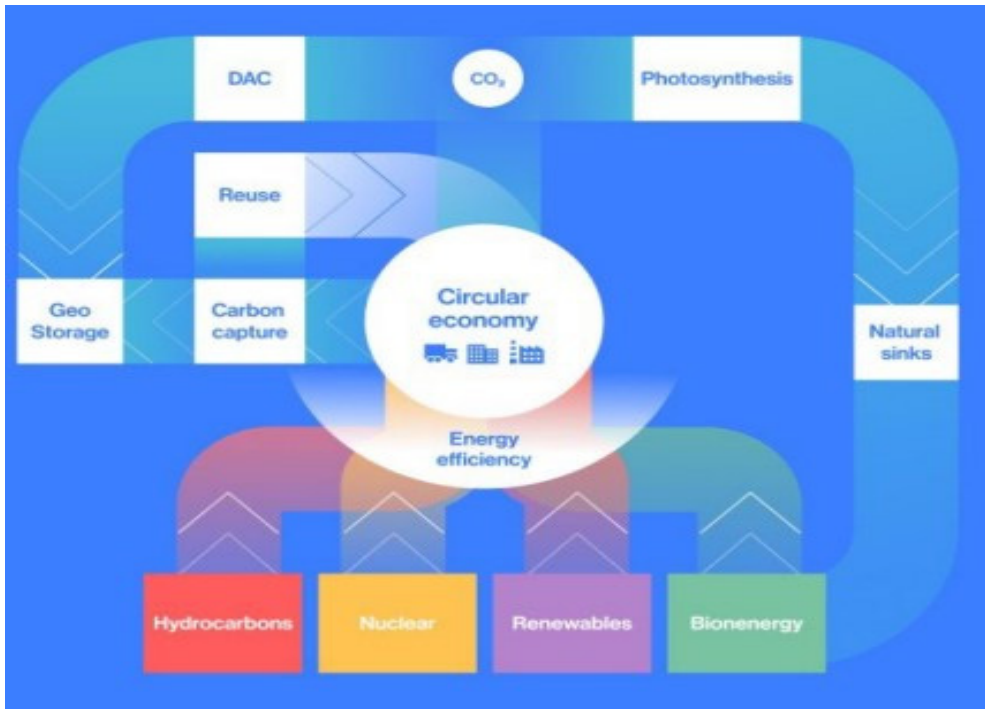 DAC
CO₂
Photosynthesis
Reuse
Geo
Storage
Carbon
capture
Circular
economy
Natural
sinks
Energy
efficiency
Hydrocarbons
Nuclear
Renewables
Bionenergy